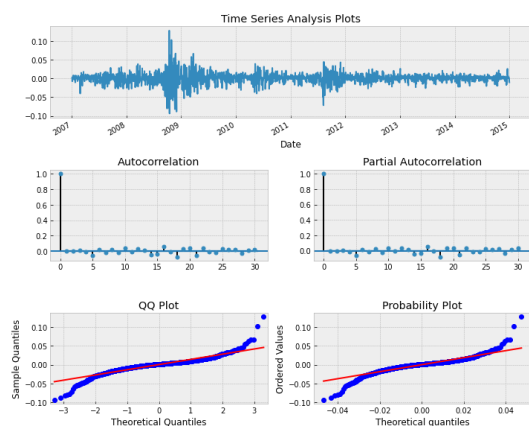 Time Series Analysis Plots
0.10
0.05
0.00
−0.05
−0.10
2007 2008 2009 2010 2011 2012 2013 2014 2015
Date
Autocorrelation
1.0
0.8
0.6
0.4
0.2
0.0
0 5 10 15 20 25 30
Partial Autocorrelation
1.0
0.8
0.6
0.4
0.2
0.0
0 5 10 15 20 25 30
QQ Plot
Sample Quantiles
0.10
0.05
0.00
−0.05
−0.10
−3 −2 −1 0 1 2 3
Theoretical Quantiles
Probability Plot
Ordered Values
0.10
0.05
0.00
−0.05
−0.10
−0.04 −0.02 0.00 0.02 0.04
Theoretical quantiles